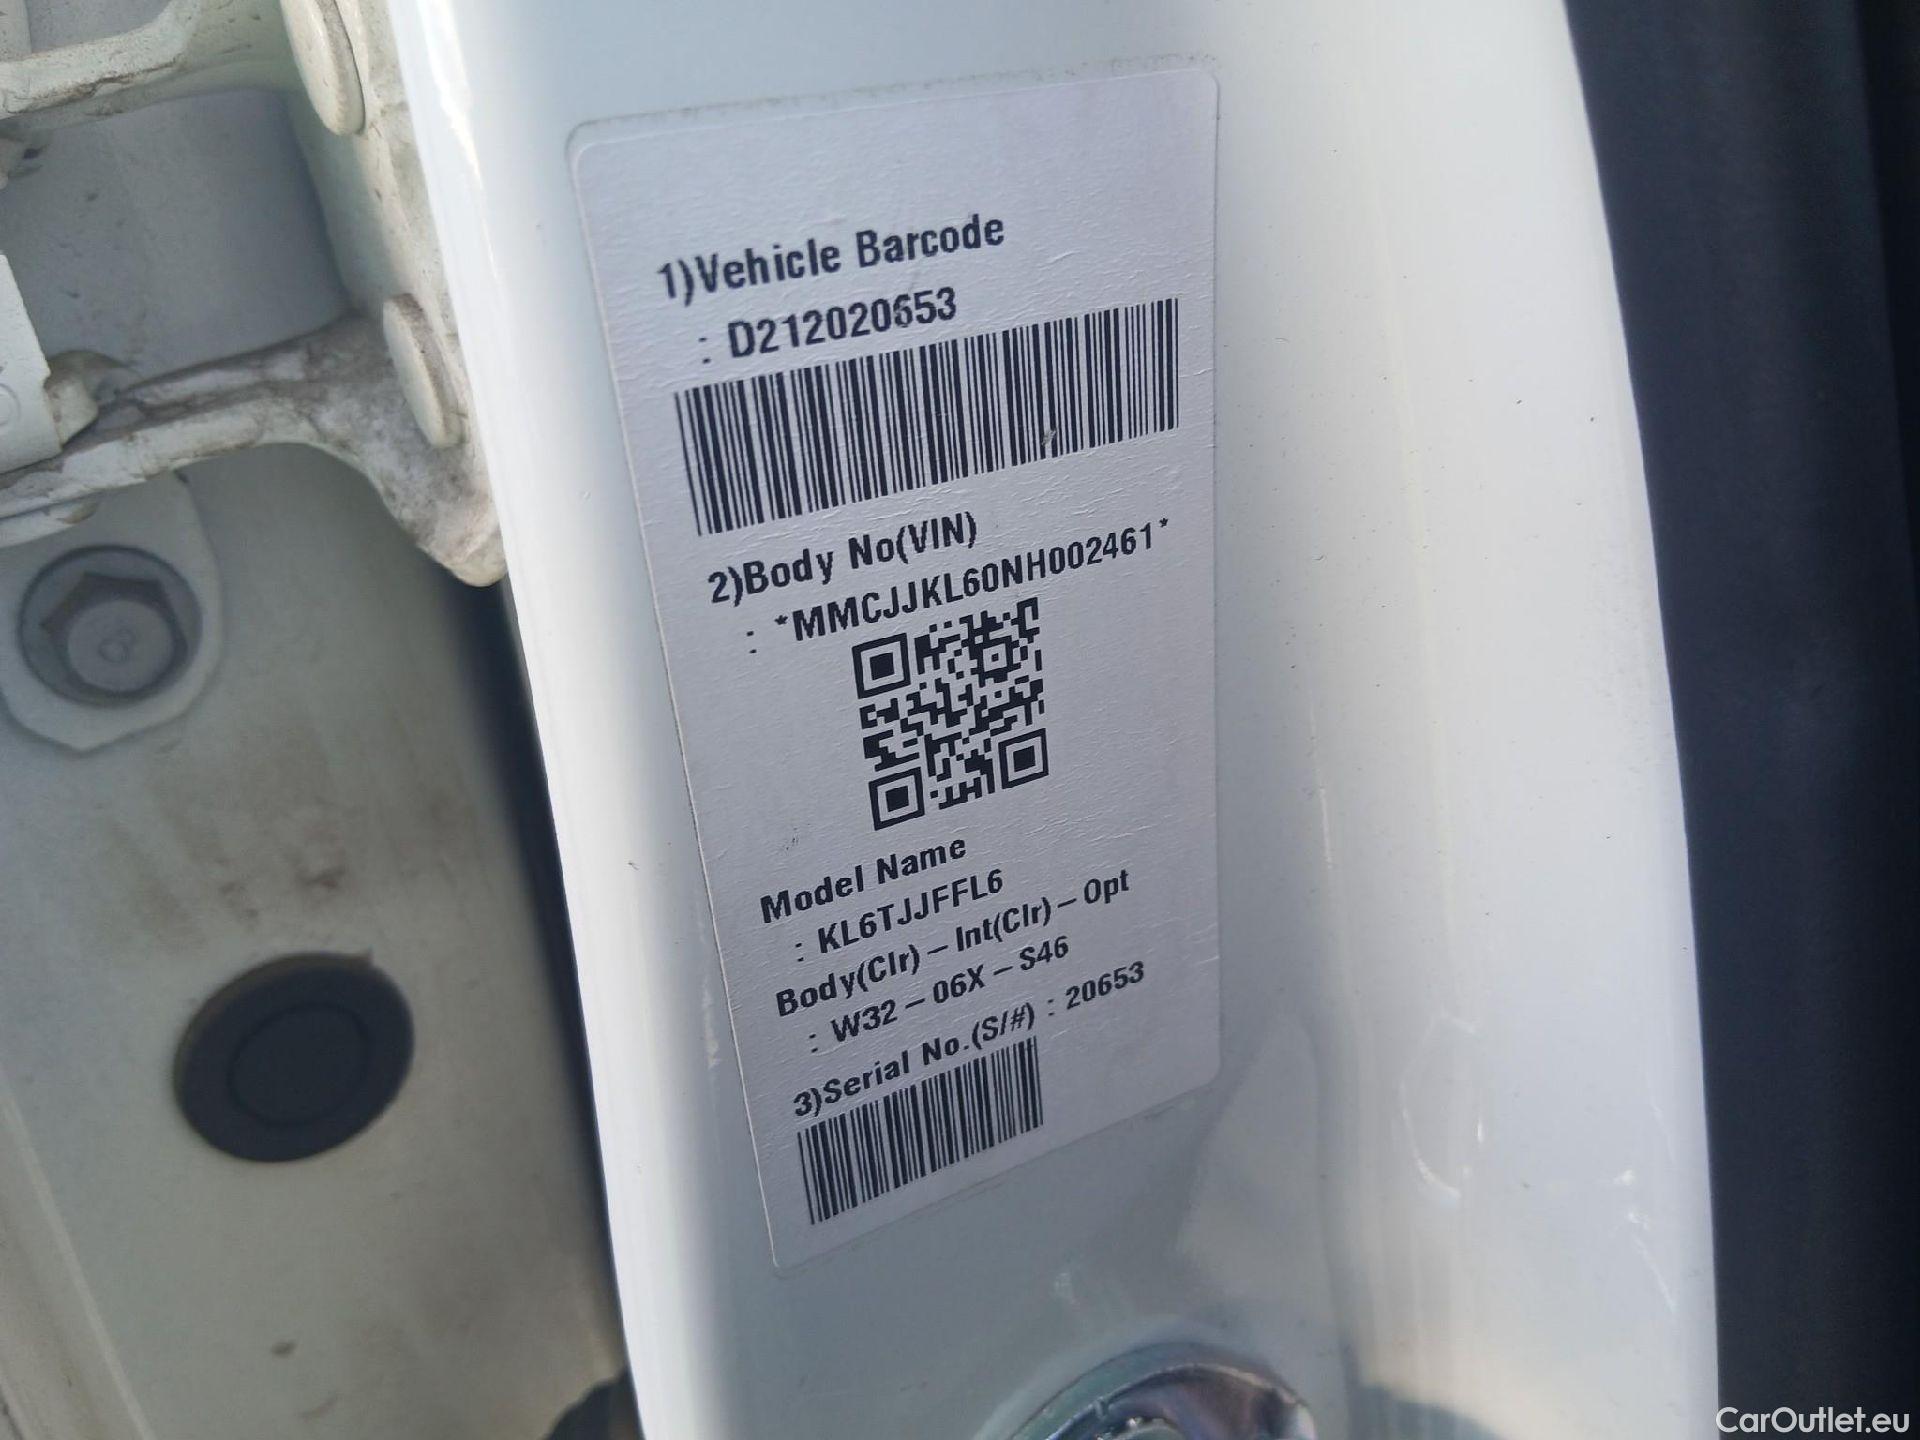 1)Vehicle Barcode
: D212020653
2)Body No(VIN)
: *MMCJJKL60NH002461*
Model Name
: KL6TJJFFL6
Body(Clr) – Int(Clr) – Opt
: W32 – 06X – S46
3)Serial No.(S/#) : 20653
CarOutlet.eu